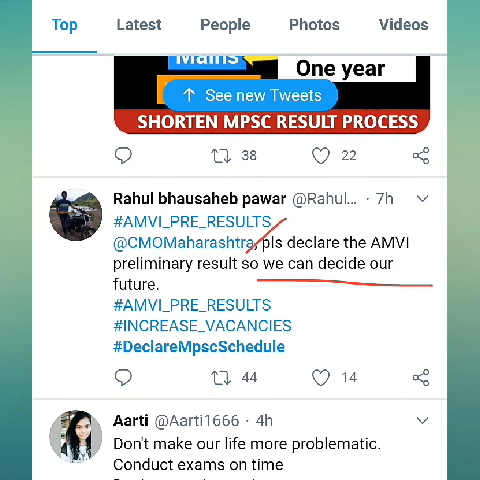 Top Latest People Photos Videos
Mains
One year
↑ See new Tweets
SHORTEN MPSC RESULT PROCESS
38 22
Rahul bhausaheb pawar @Rahul... · 7h
#AMVI_PRE_RESULTS
@CMOMaharashtra, pls declare the AMVI
preliminary result so we can decide our
future.
#AMVI_PRE_RESULTS
#INCREASE_VACANCIES
#DeclareMpscSchedule
44 14
Aarti @Aarti1666 · 4h
Don't make our life more problematic.
Conduct exams on time